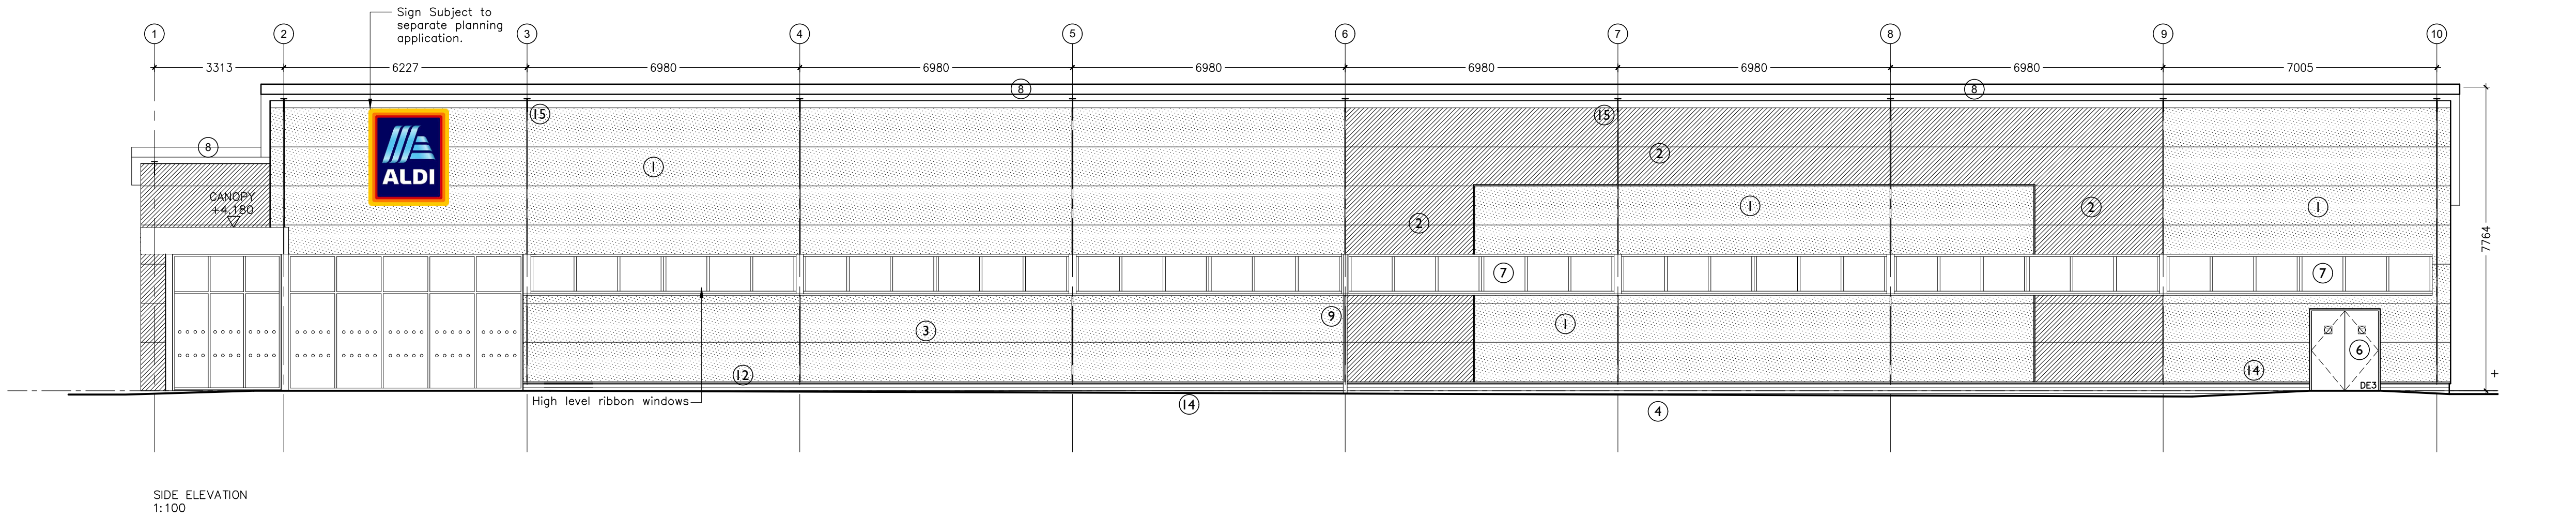 Sign Subject to
separate planning
application.
1 2 3 4 5 6 7 8 9 10
3313 6227 6980 6980 6980 6980 6980 6980 7005
8 8
15 15
8
1 2
ALDI
CANOPY
+4.180
2 1 2 1
7764
7 7
9 3 1
6
12 14
DE3
High level ribbon windows
14 4
SIDE ELEVATION
1:100